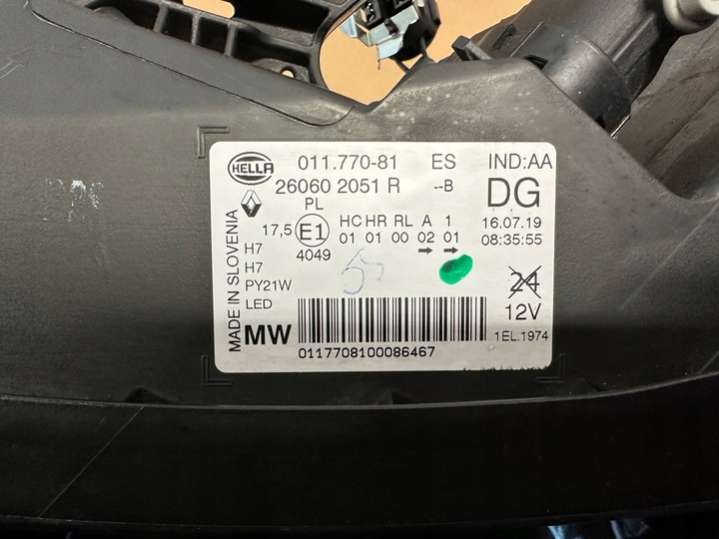 HELLA 011.770-81 ES IND:AA
260602051R --B DG
PL
17,5 E1 HC HR RL A 1 16.07.19
4049 01 01 00 02 01 08:35:55
→ →
H7
H7
PY21W
LED
24
12V
MW
1EL.1974
0117708100086467
MADE IN SLOVENIA